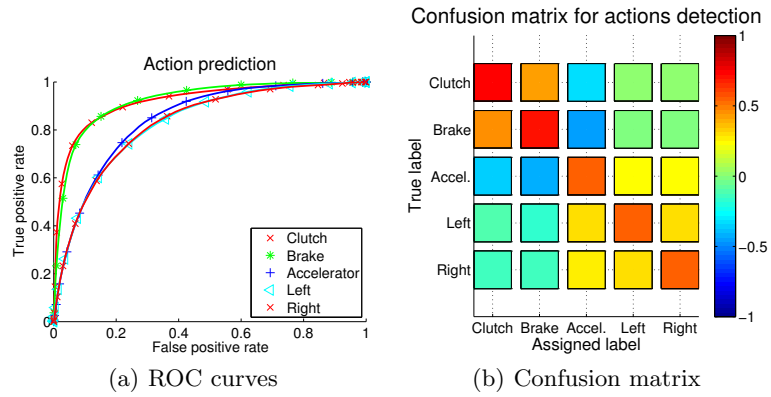 Action prediction
1
0.8
0.6
0.4
0.2
0
0 0.2 0.4 0.6 0.8 1
True positive rate
False positive rate
Clutch
Brake
Accelerator
Left
Right
(a) ROC curves
Confusion matrix for actions detection
True label
Clutch
Brake
Accel.
Left
Right
Clutch Brake Accel. Left Right
Assigned label
1
0.5
0
−0.5
−1
(b) Confusion matrix